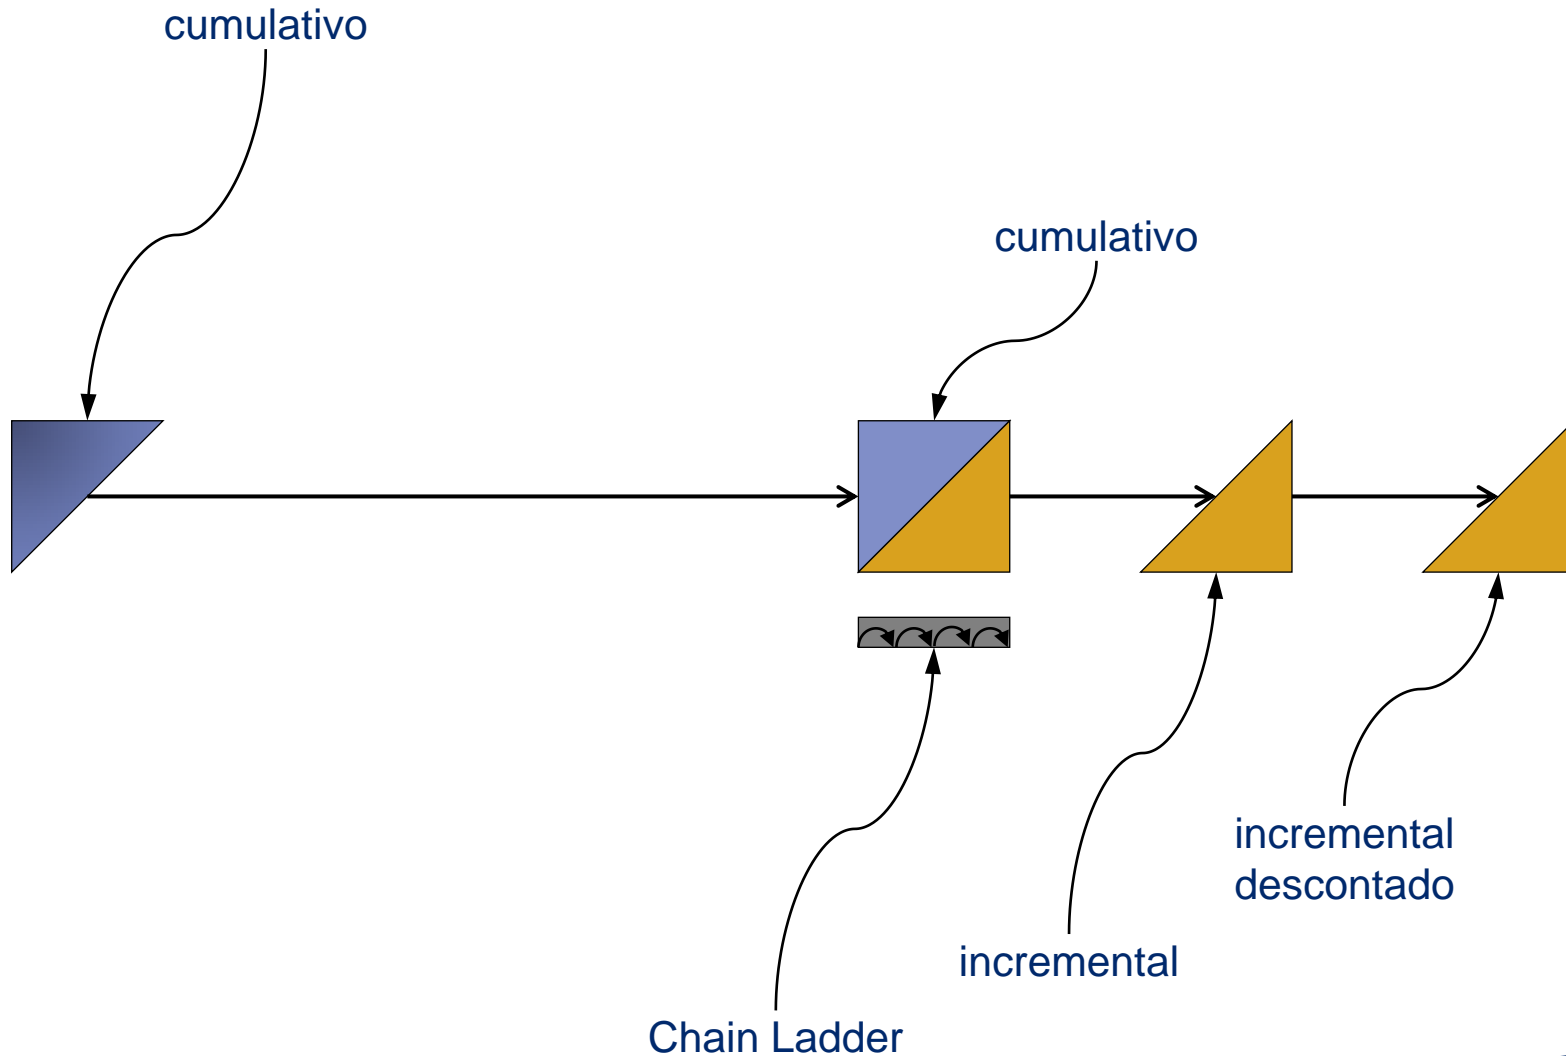 cumulativo
cumulativo
incremental
descontado
incremental
Chain Ladder